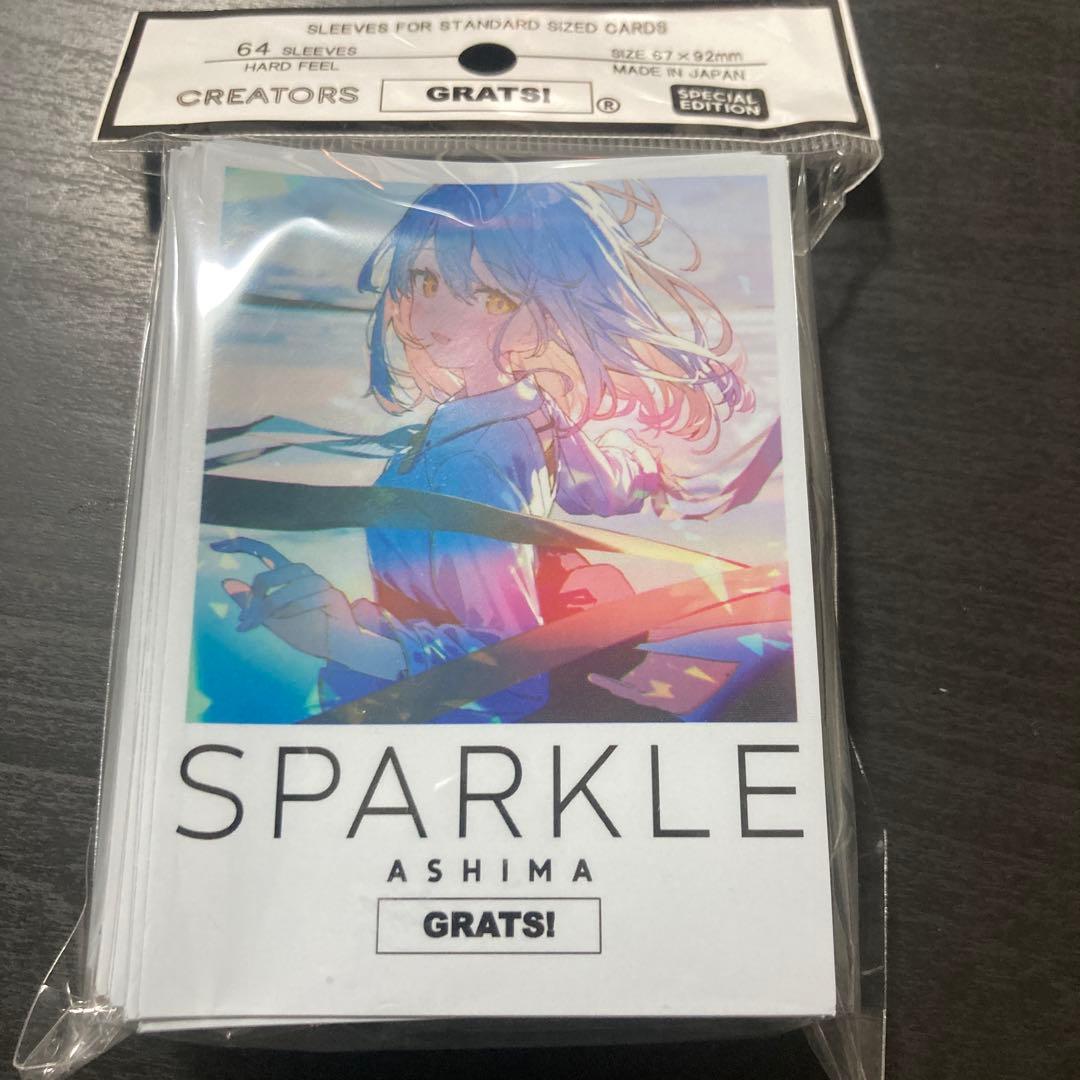 SLEEVES FOR STANDARD SIZED CARDS
64 SLEEVES
HARD FEEL
SIZE 67×92mm
MADE IN JAPAN
CREATORS GRATS! ® SPECIAL EDITION
SPARKLE
ASHIMA
GRATS!